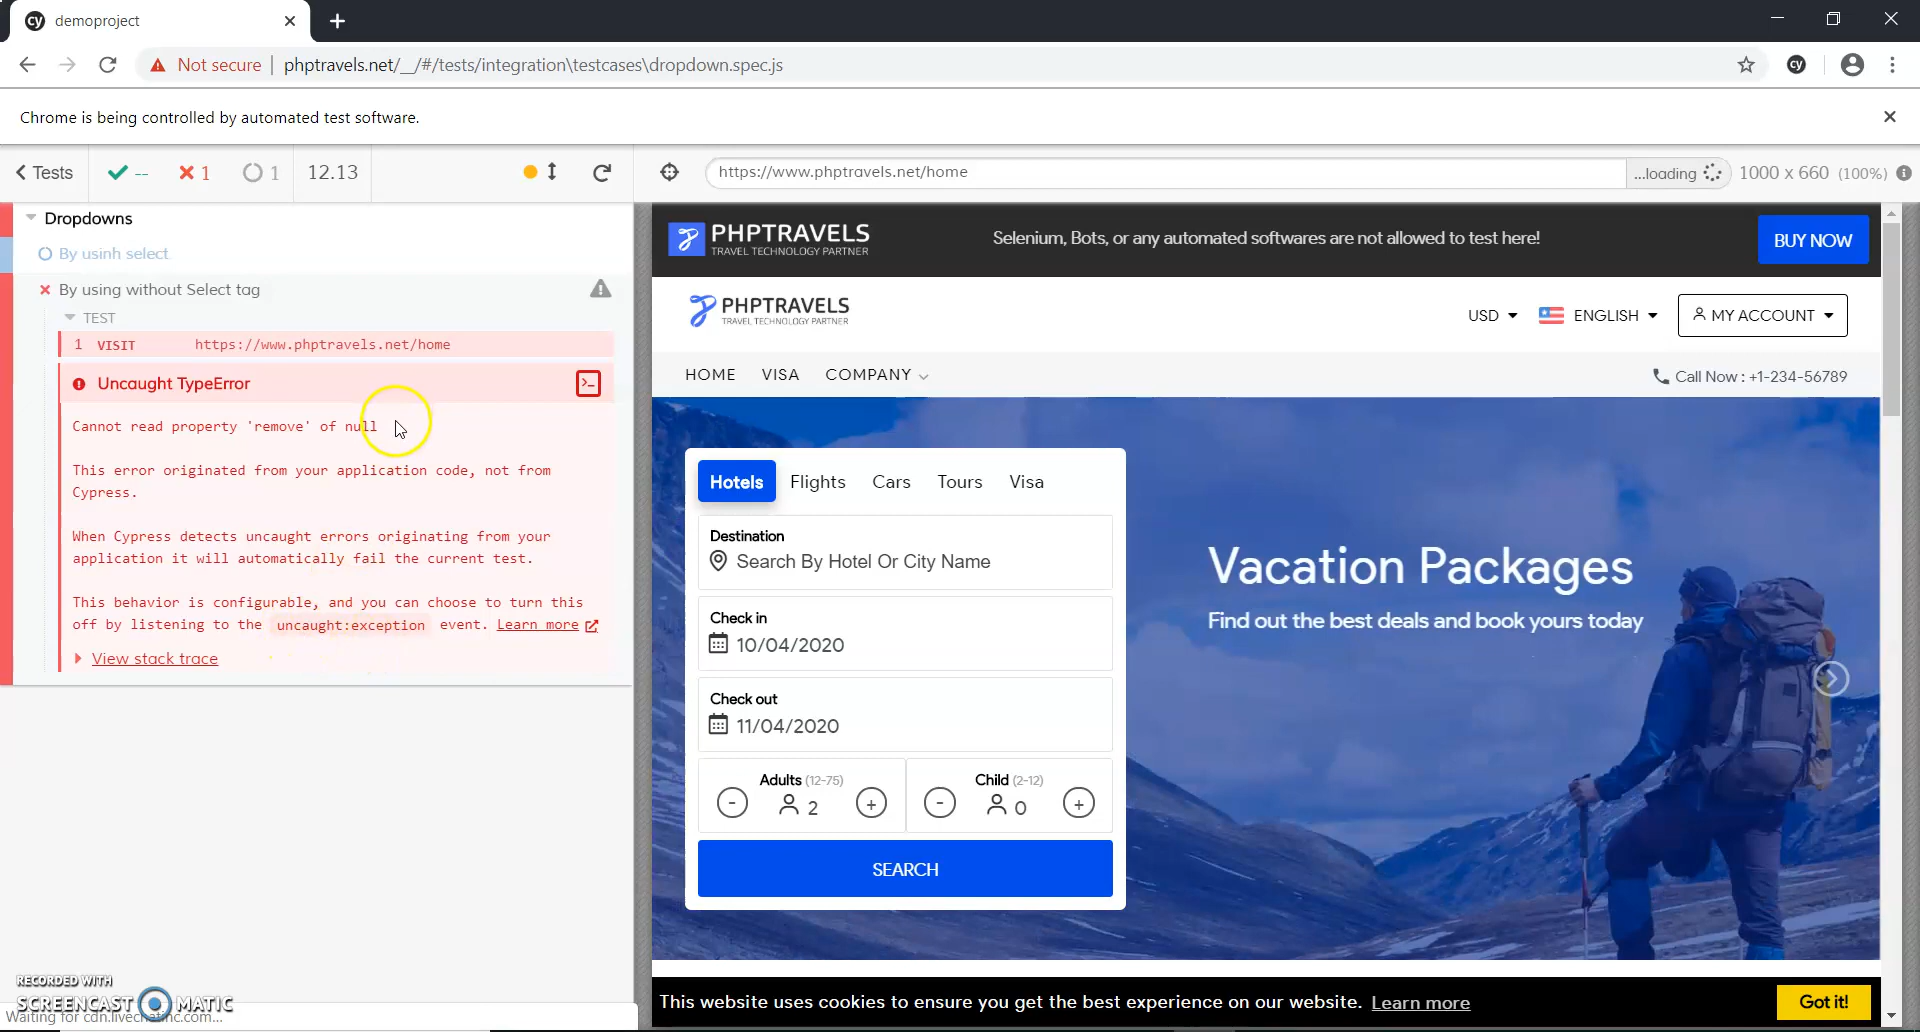 demoproject
Not secure | phptravels.net/__/#/tests/integration\testcases\dropdown.spec.js
Chrome is being controlled by automated test software.
Tests -- 1 1 12.13
https://www.phptravels.net/home ...loading 1000 x 660 (100%)
Dropdowns
By usinh select
By using without Select tag
TEST
1 VISIT https://www.phptravels.net/home
Uncaught TypeError
Cannot read property 'remove' of null
This error originated from your application code, not from
Cypress.
When Cypress detects uncaught errors originating from your
application it will automatically fail the current test.
This behavior is configurable, and you can choose to turn this
off by listening to the uncaught:exception event. Learn more
View stack trace
PHPTRAVELS
TRAVEL TECHNOLOGY PARTNER
Selenium, Bots, or any automated softwares are not allowed to test here!
BUY NOW
PHPTRAVELS
TRAVEL TECHNOLOGY PARTNER
USD ENGLISH MY ACCOUNT
HOME VISA COMPANY
Call Now : +1-234-56789
Hotels Flights Cars Tours Visa
Destination
Search By Hotel Or City Name
Check in
10/04/2020
Check out
11/04/2020
Adults (12-75) Child (2-12)
- 2 + - 0 +
SEARCH
Vacation Packages
Find out the best deals and book yours today
This website uses cookies to ensure you get the best experience on our website. Learn more
Got it!
RECORDED WITH
SCREENCAST MATIC
Waiting for cdn.livechatinc.com...